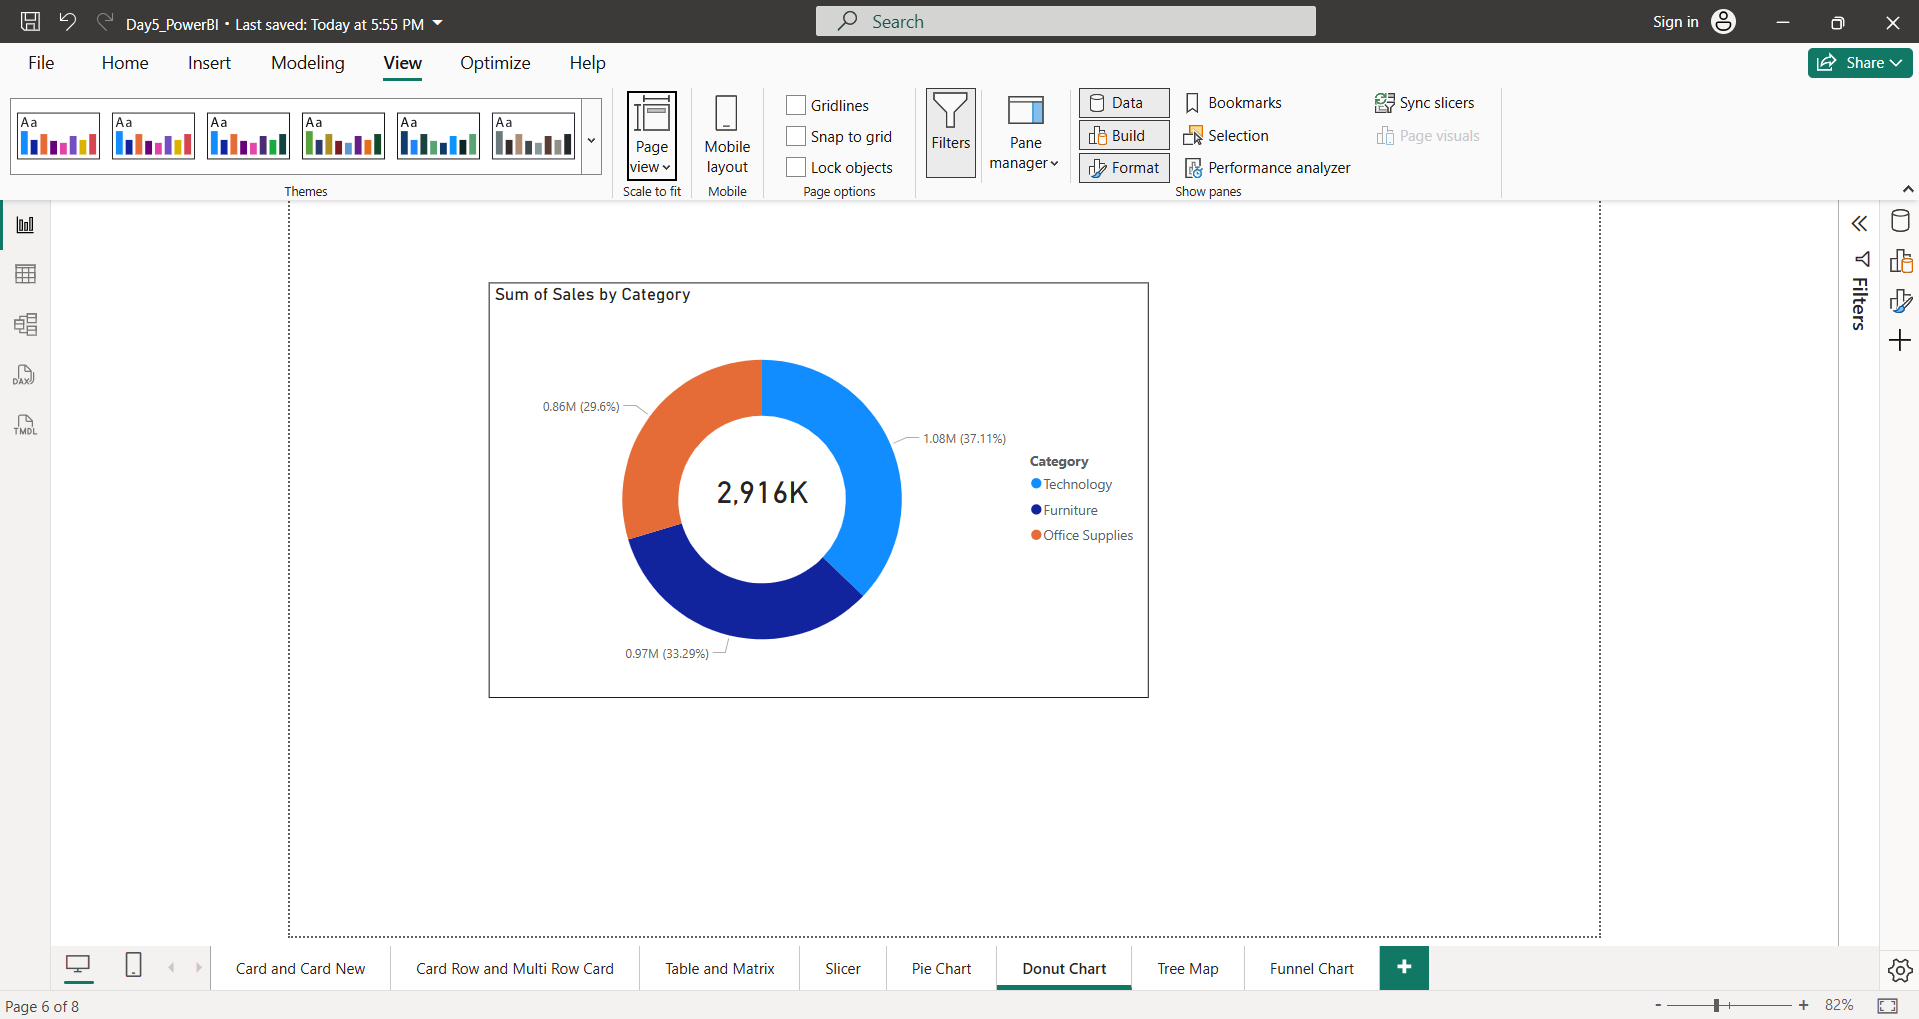 Day5_PowerBI • Last saved: Today at 5:55 PM
Search
Sign in
File Home Insert Modeling View Optimize Help
Share
Aa Aa Aa Aa Aa Aa
Themes
Page view
Scale to fit
Mobile layout
Mobile
Gridlines
Snap to grid
Lock objects
Page options
Filters
Pane manager
Data
Build
Format
Bookmarks
Selection
Performance analyzer
Sync slicers
Page visuals
Show panes
DAX
TMDL
Sum of Sales by Category
0.86M (29.6%)
1.08M (37.11%)
2,916K
0.97M (33.29%)
Category
Technology
Furniture
Office Supplies
Filters
Card and Card New
Card Row and Multi Row Card
Table and Matrix
Slicer
Pie Chart
Donut Chart
Tree Map
Funnel Chart
+
Page 6 of 8
- + 82%